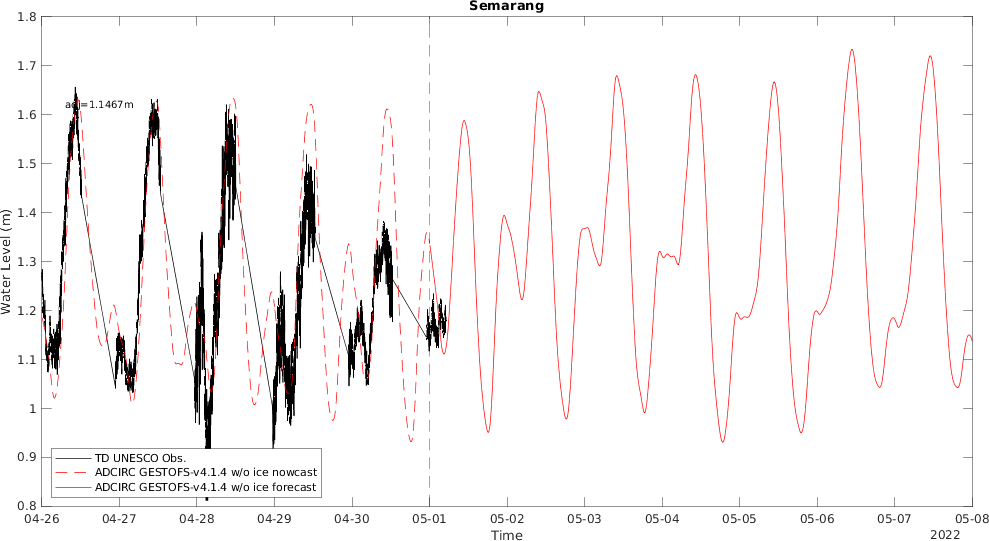 Semarang
1.8
1.7
1.6
1.5
1.4
1.3
1.2
1.1
1
0.9
0.8
Water Level (m)
adj=1.1467m
TD UNESCO Obs.
ADCIRC GESTOFS-v4.1.4 w/o ice nowcast
ADCIRC GESTOFS-v4.1.4 w/o ice forecast
04-26 04-27 04-28 04-29 04-30 05-01 05-02 05-03 05-04 05-05 05-06 05-07 05-08
Time
2022